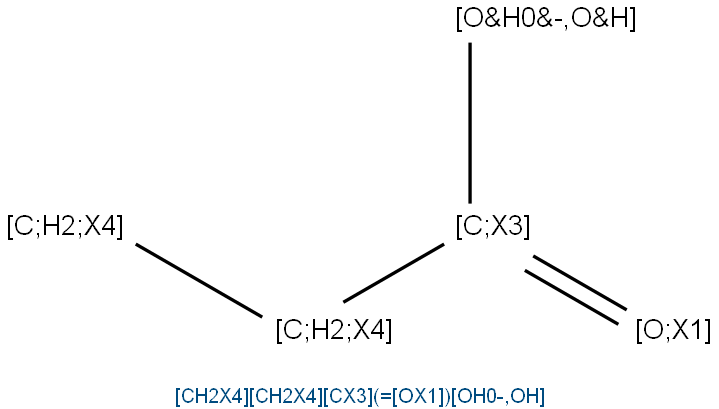 [O&H0&-,O&H]
[C;H2;X4]
[C;X3]
[C;H2;X4]
[O;X1]
[CH2X4][CH2X4][CX3](=[OX1])[OH0-,OH]